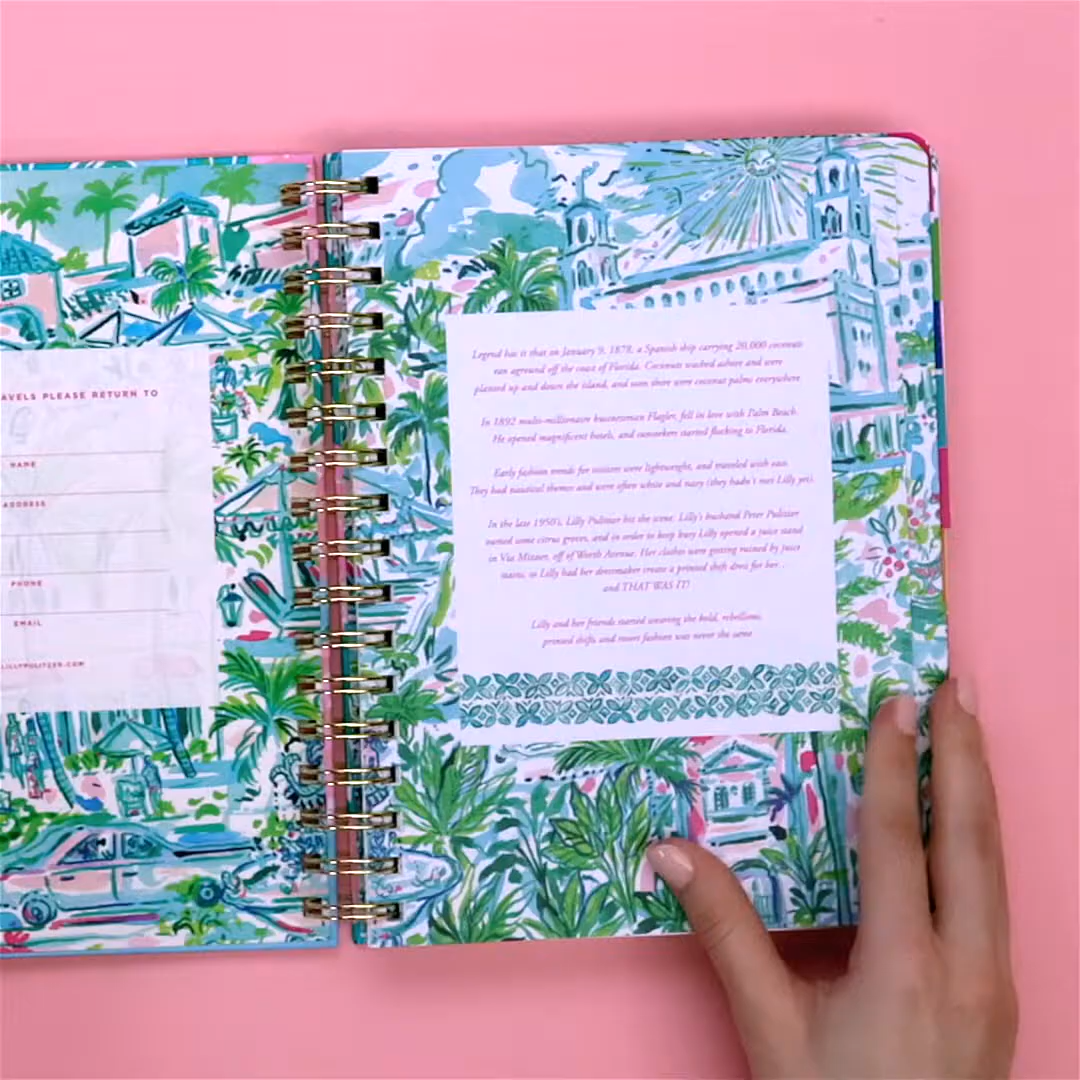 AVELS PLEASE RETURN TO
NAME
ADDRESS
PHONE
EMAIL
LILLYPULITZER.COM
Legend has it that on January 9, 1878, a Spanish ship carrying 20,000 coconuts
ran aground off the coast of Florida. Coconuts washed ashore and were
planted up and down the island, and soon there were coconut palms everywhere.
In 1892 multi-millionaire businessman Flagler, fell in love with Palm Beach.
He opened magnificent hotels, and onlookers started flocking to Florida.
Early fashion trends for visitors were lightweight, and traveled with ease.
They had nautical themes and were often white and navy (they hadn't met Lilly yet).
In the late 1950's, Lilly Pulitzer hit the scene. Lilly's husband Peter Pulitzer
owned some citrus groves, and in order to keep busy Lilly opened a juice stand
in Via Mizner, off of Worth Avenue. Her clothes were getting ruined by juice
stains, so Lilly had her dressmaker create a printed shift dress for her...
and THAT WAS IT!
Lilly and her friends started wearing the bold, rebellious,
printed shifts and resort fashion was never the same